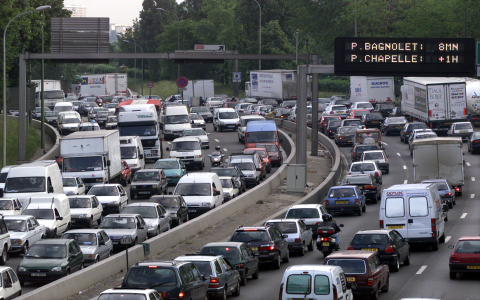 P.BAGNOLET: 8MN
P.CHAPELLE: +1H